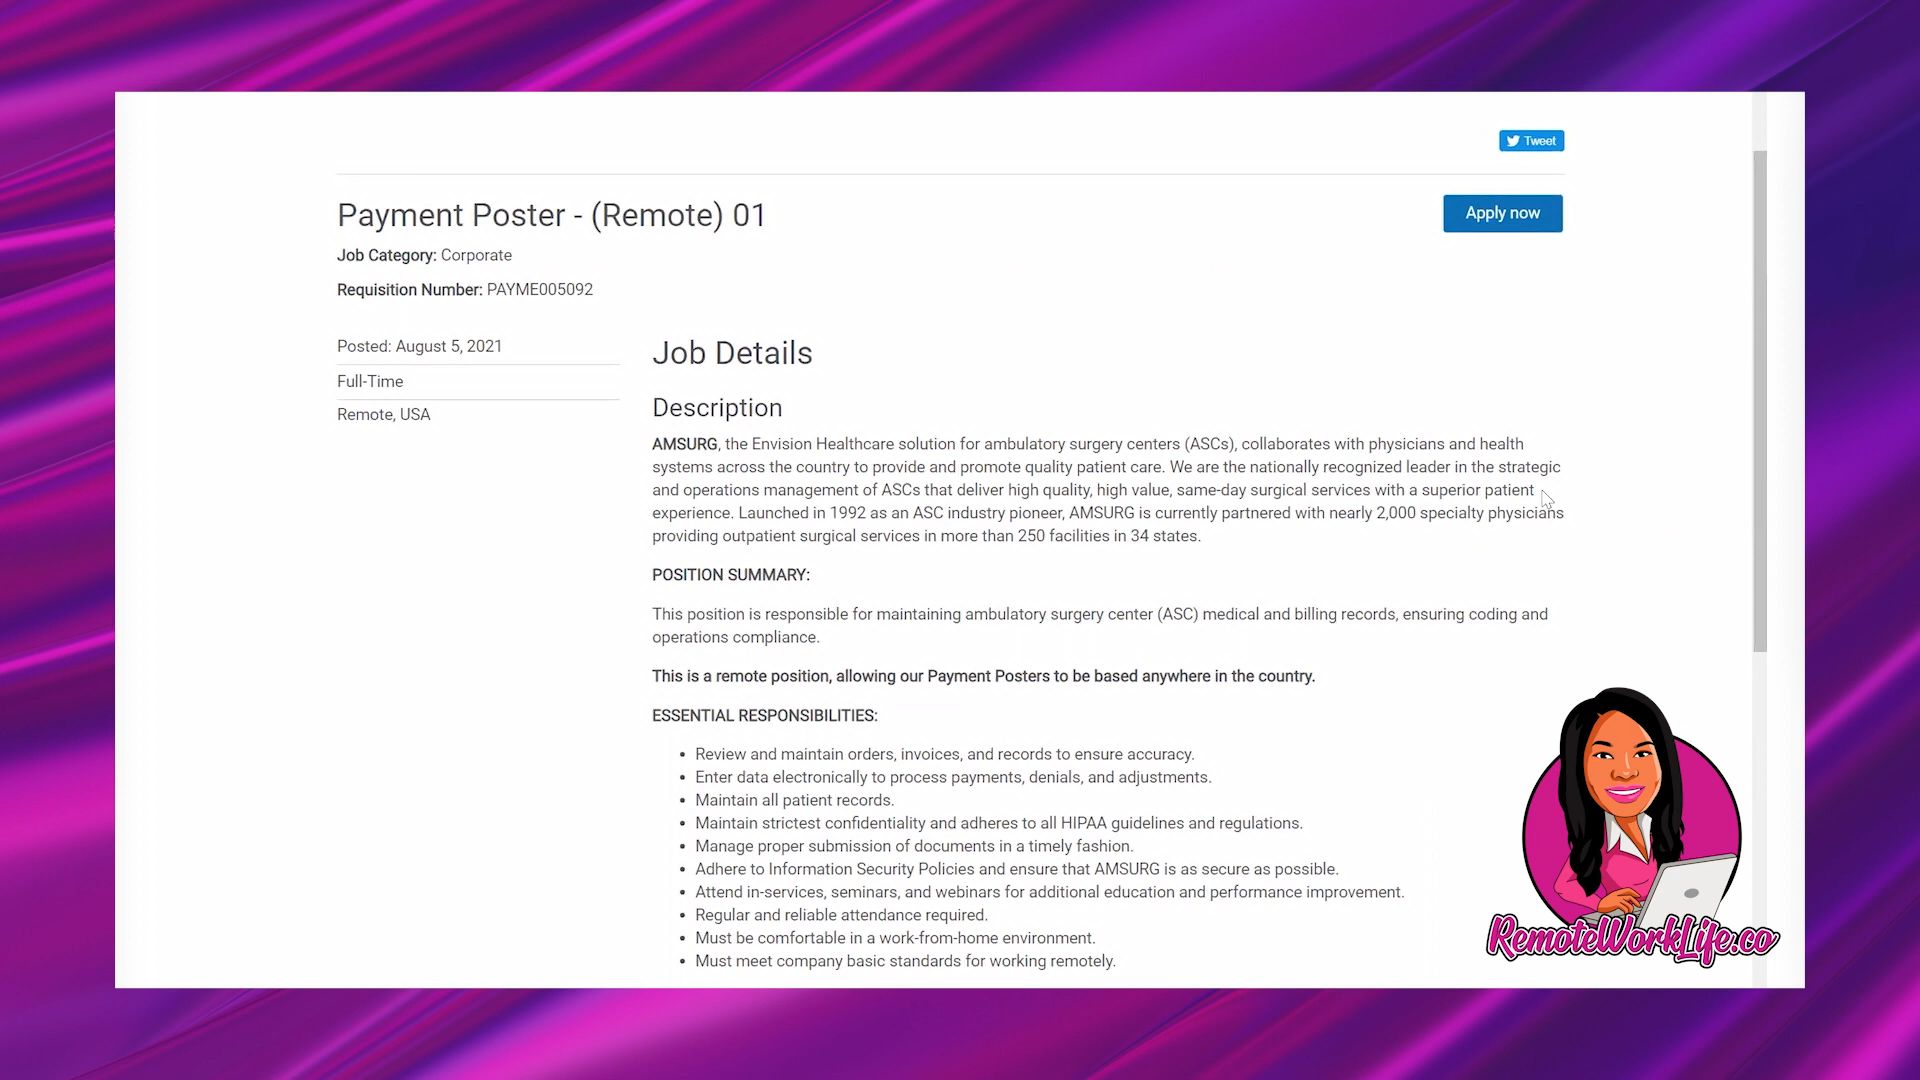 Tweet
Payment Poster - (Remote) 01
Apply now
Job Category: Corporate
Requisition Number: PAYME005092
Posted: August 5, 2021
Full-Time
Remote, USA
Job Details
Description
AMSURG, the Envision Healthcare solution for ambulatory surgery centers (ASCs), collaborates with physicians and health
systems across the country to provide and promote quality patient care. We are the nationally recognized leader in the strategic
and operations management of ASCs that deliver high quality, high value, same-day surgical services with a superior patient
experience. Launched in 1992 as an ASC industry pioneer, AMSURG is currently partnered with nearly 2,000 specialty physicians
providing outpatient surgical services in more than 250 facilities in 34 states.
POSITION SUMMARY:
This position is responsible for maintaining ambulatory surgery center (ASC) medical and billing records, ensuring coding and
operations compliance.
This is a remote position, allowing our Payment Posters to be based anywhere in the country.
ESSENTIAL RESPONSIBILITIES:
• Review and maintain orders, invoices, and records to ensure accuracy.
• Enter data electronically to process payments, denials, and adjustments.
• Maintain all patient records.
• Maintain strictest confidentiality and adheres to all HIPAA guidelines and regulations.
• Manage proper submission of documents in a timely fashion.
• Adhere to Information Security Policies and ensure that AMSURG is as secure as possible.
• Attend in-services, seminars, and webinars for additional education and performance improvement.
• Regular and reliable attendance required.
• Must be comfortable in a work-from-home environment.
• Must meet company basic standards for working remotely.
RemoteWorkLife.co